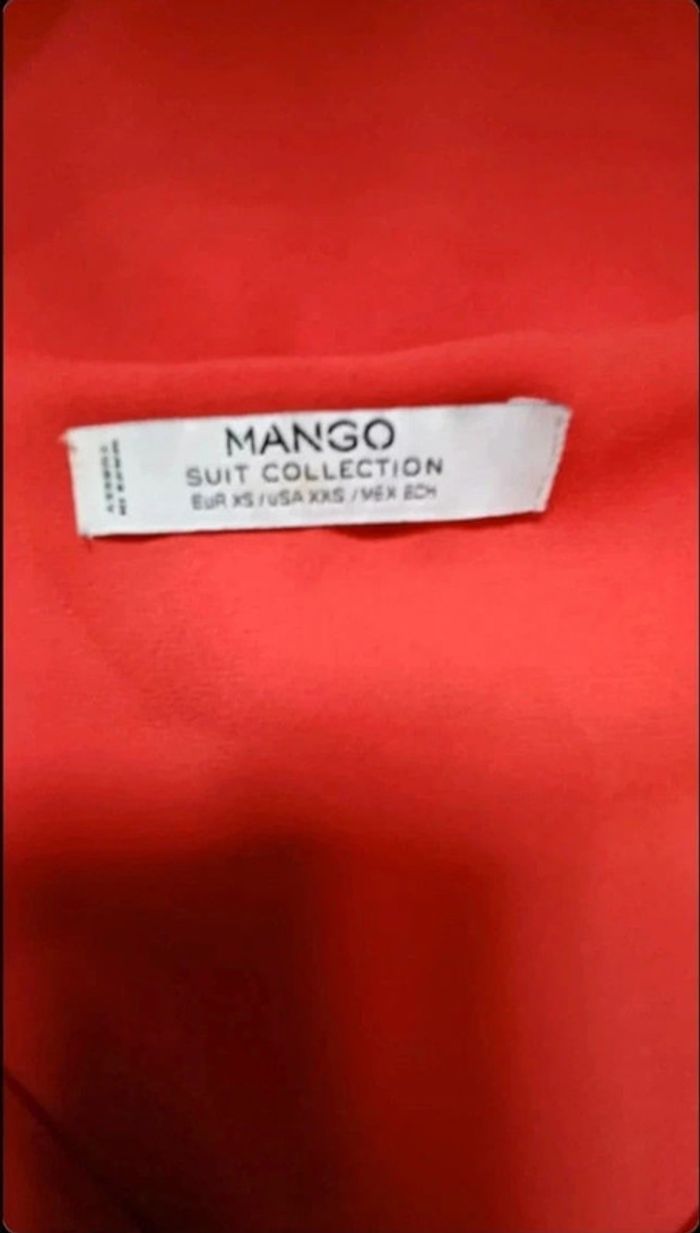 MANGO
SUIT COLLECTION
EUR XS / USA XXS / MEX ECH